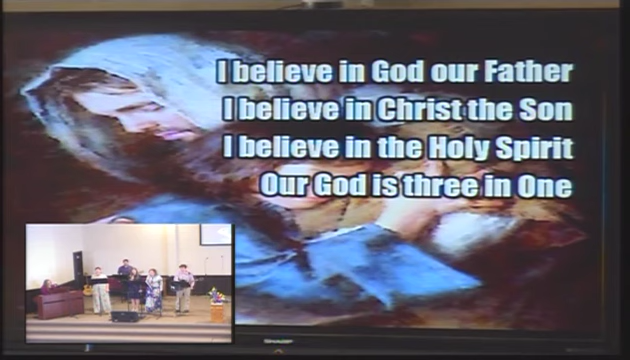 I believe in God our Father
I believe in Christ the Son
I believe in the Holy Spirit
Our God is three in One
SHARP